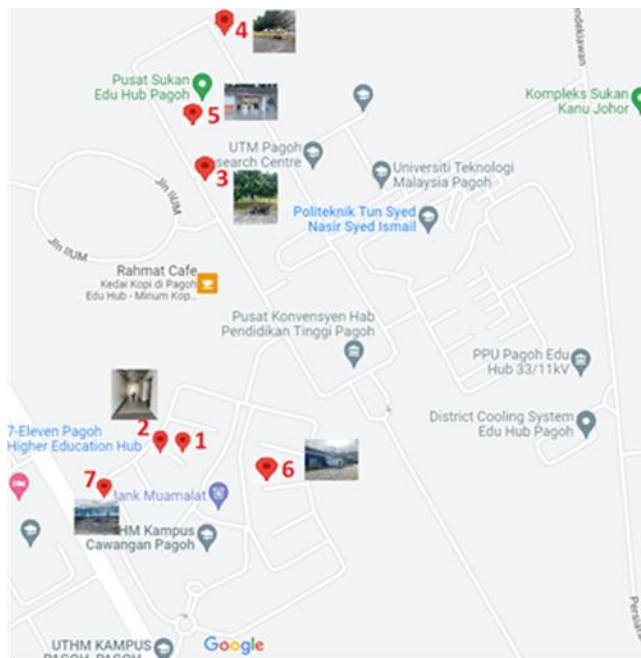 4
Pusat Sukan
Edu Hub Pagoh
5
Kompleks Sukan
Kanu Johor
UTM Pagoh
search Centre
3
Universiti Teknologi
Malaysia Pagoh
Politeknik Tun Syed
Nasir Syed Ismail
Jln IIUM
Jln IIUM
Rahmat Cafe
Kedai Kopi di Pagoh
Edu Hub - Minum Kop...
Pusat Konvensyen Hab
Pendidikan Tinggi Pagoh
PPU Pagoh Edu
Hub 33/11kV
District Cooling System
Edu Hub Pagoh
7-Eleven Pagoh
Higher Education Hub
2
1
6
7
Bank Muamalat
HM Kampus
Cawangan Pagoh
UTHM KAMPUS
Google